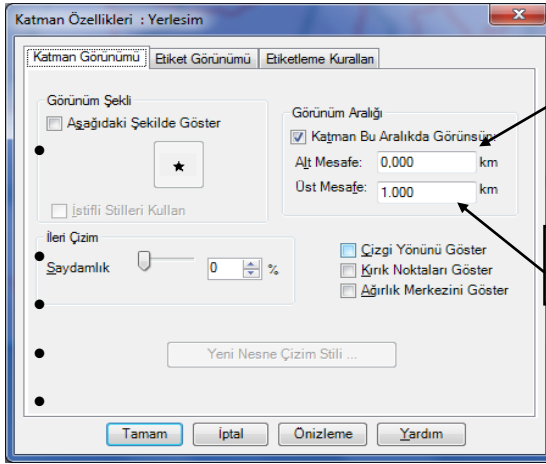 Katman Özellikleri : Yerlesim
Katman Görünümü Etiket Görünümü Etiketleme Kuralları
Görünüm Şekli
Aşağıdaki Şekilde Göster
İstifli Stilleri Kullan
Görünüm Aralığı
Katman Bu Aralıkda Görünsün:
Alt Mesafe: 0,000 km
Üst Mesafe: 1.000 km
İleri Çizim
Saydamlık 0 %
Çizgi Yönünü Göster
Kırık Noktaları Göster
Ağırlık Merkezini Göster
Yeni Nesne Çizim Stili ...
Tamam İptal Önizleme Yardım